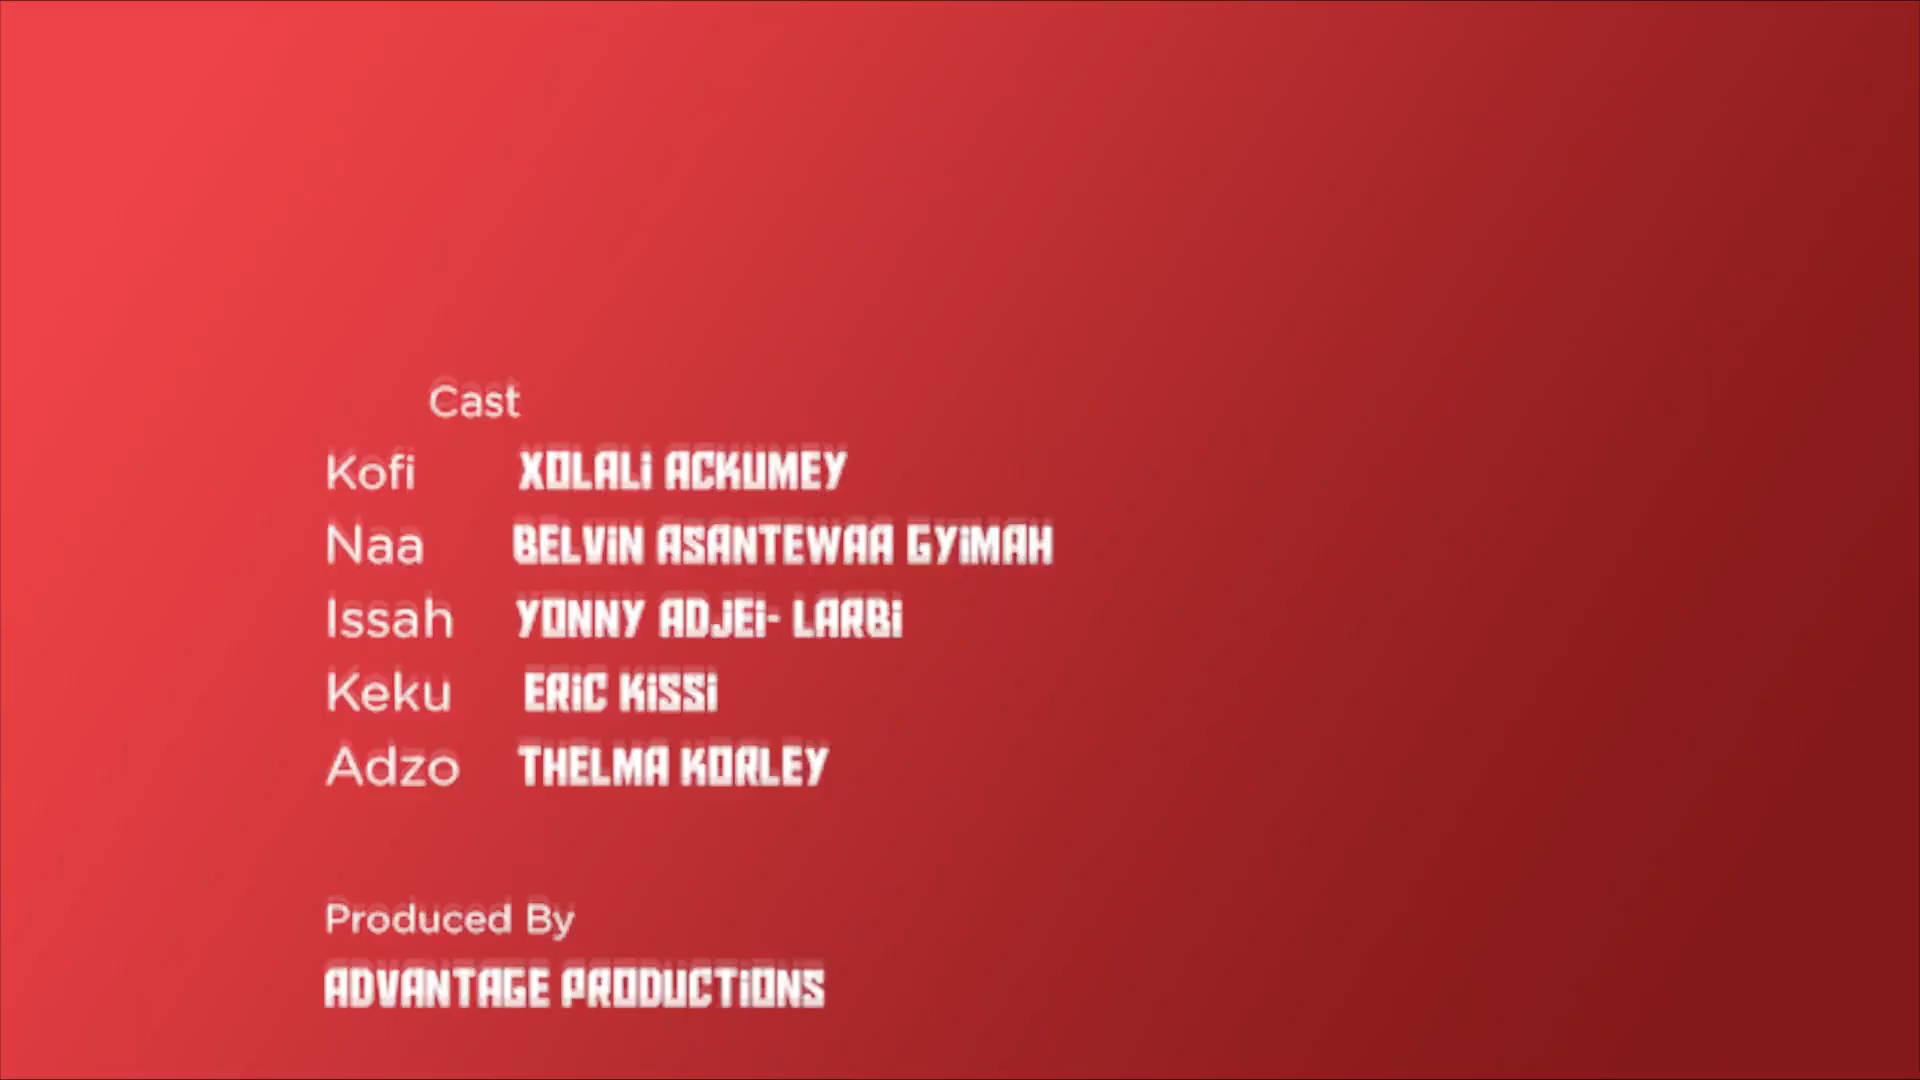 Cast
Kofi XOLALi ACKUMEY
Naa BELViN ASANTEWAA GYiMAH
Issah YONNY ADJEi- LARBi
Keku ERiC KiSSi
Adzo THELMA KORLEY
Produced By
ADVANTAGE PRODUCTiONS